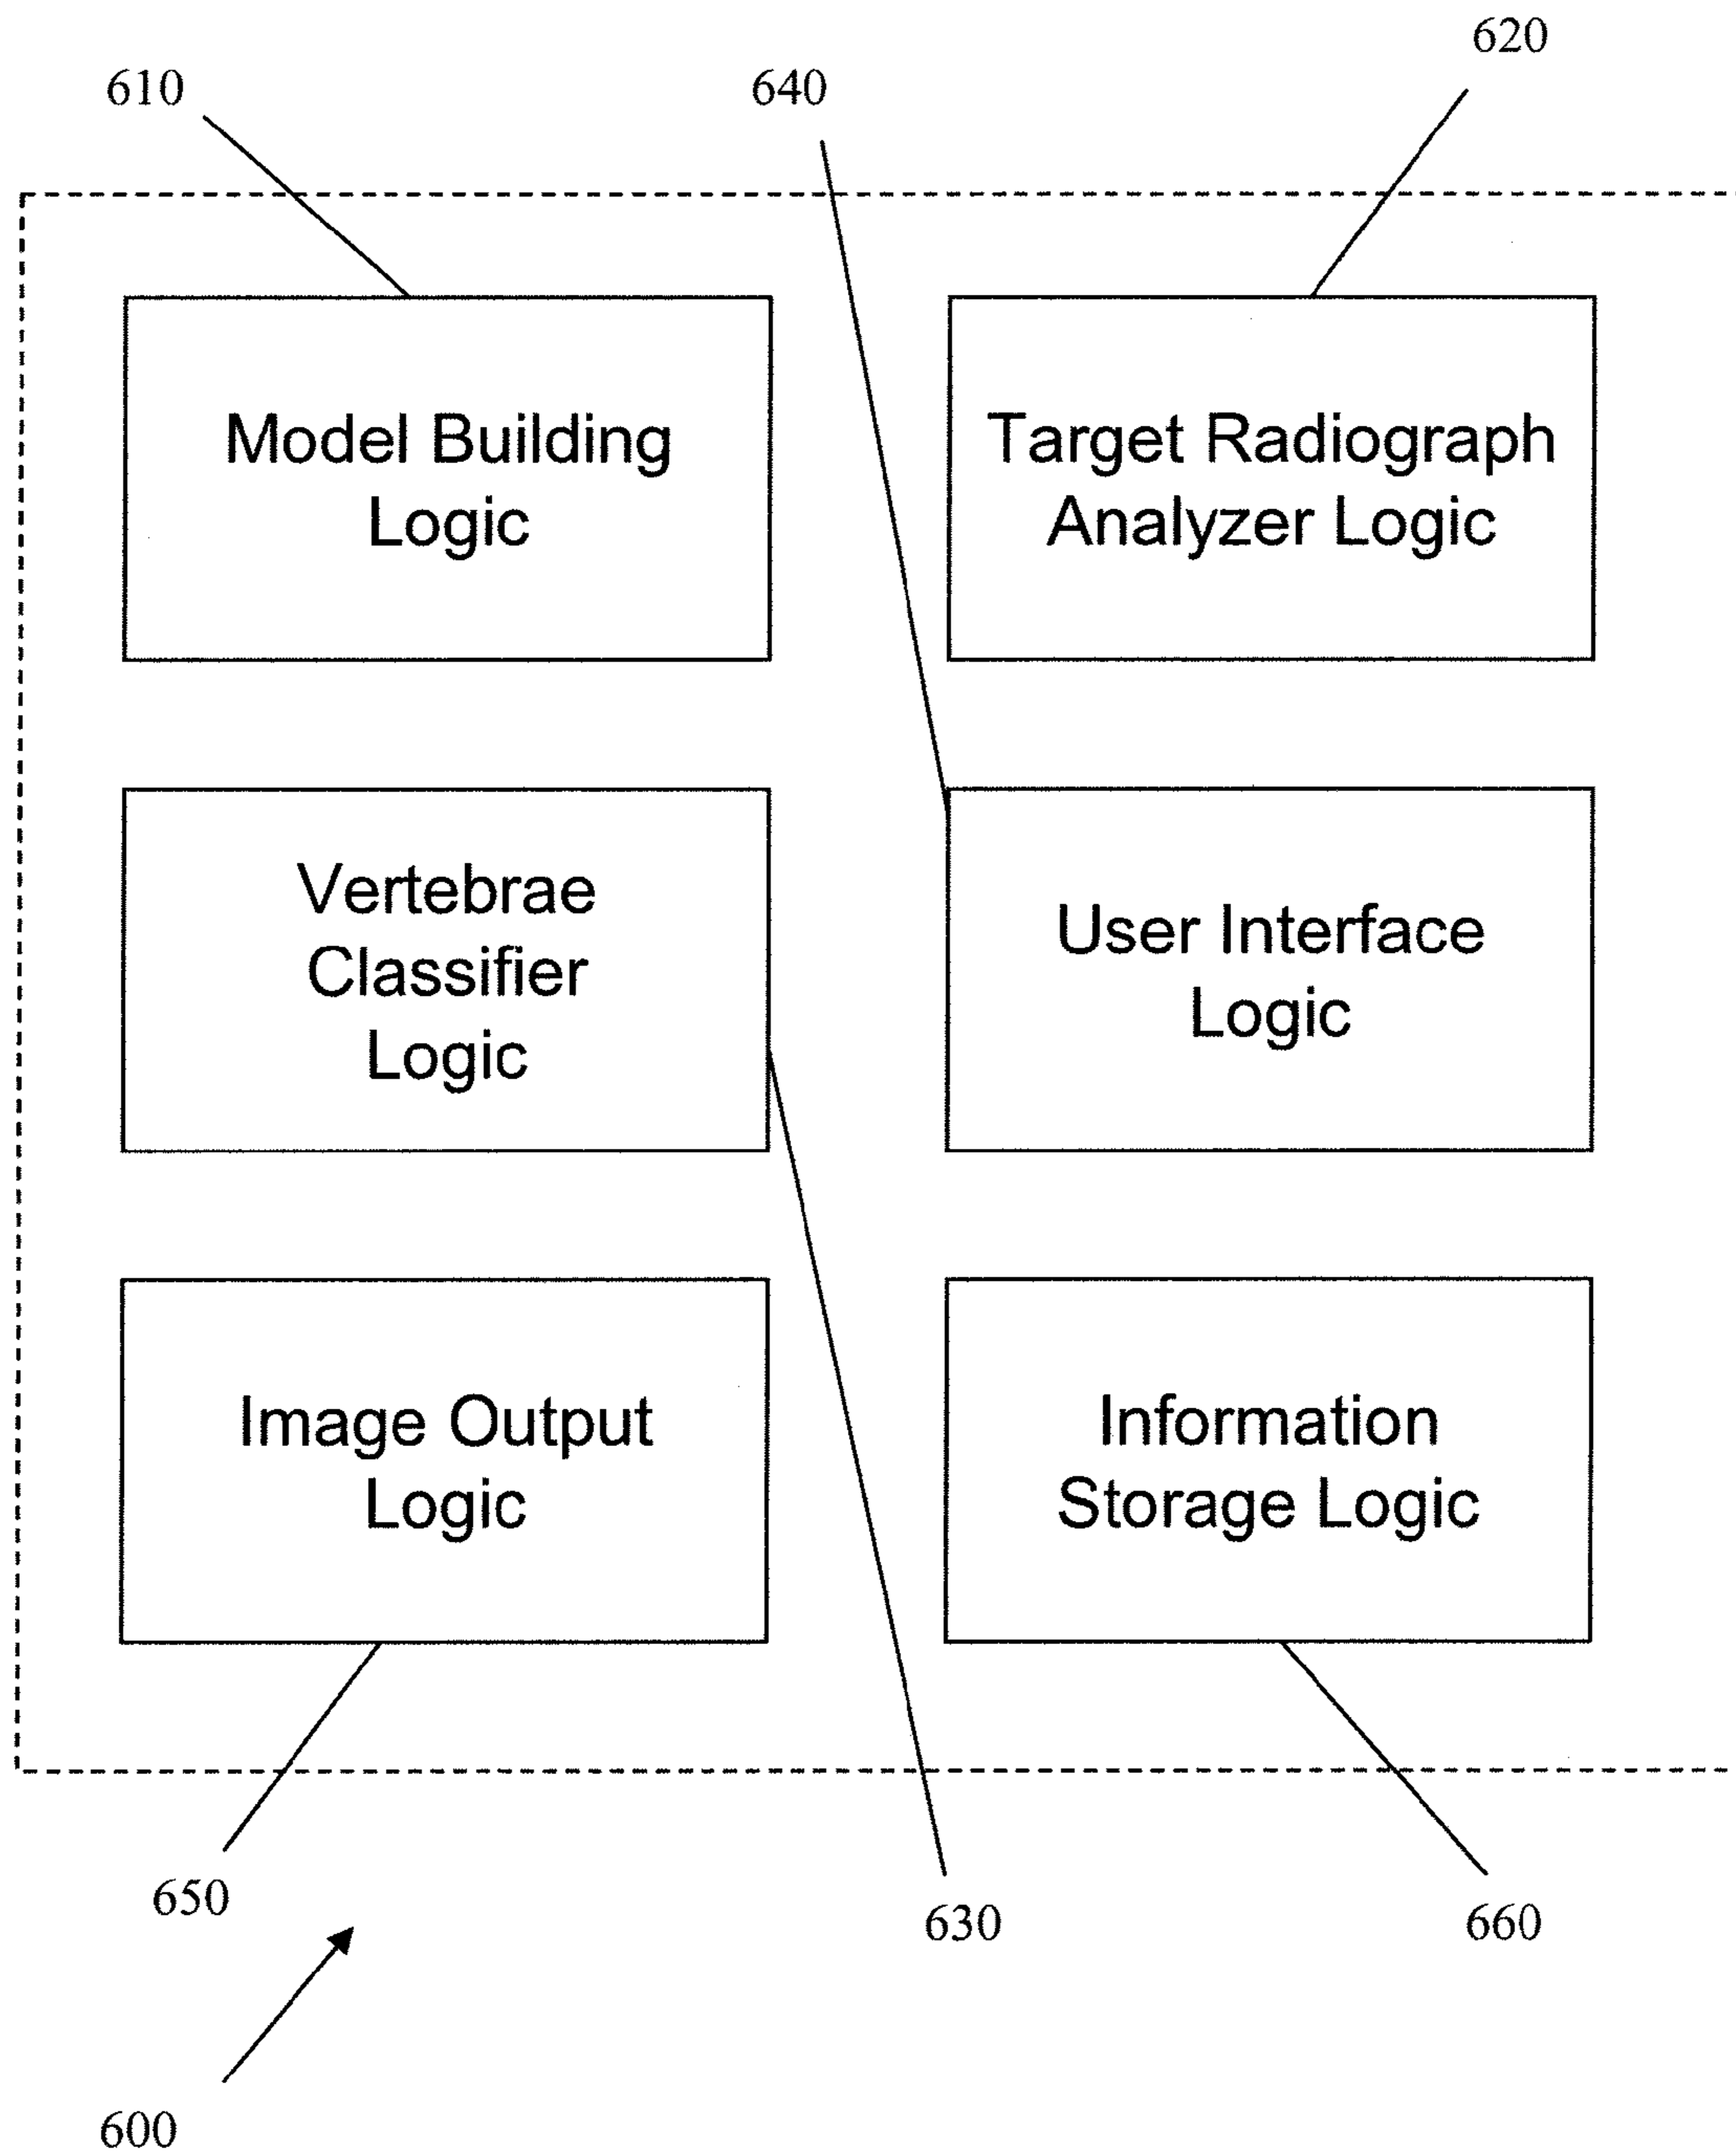 620
610
640
Model Building
Logic
Target Radiograph
Analyzer Logic
Vertebrae
Classifier
Logic
User Interface
Logic
Image Output
Logic
Information
Storage Logic
650
630
660
600